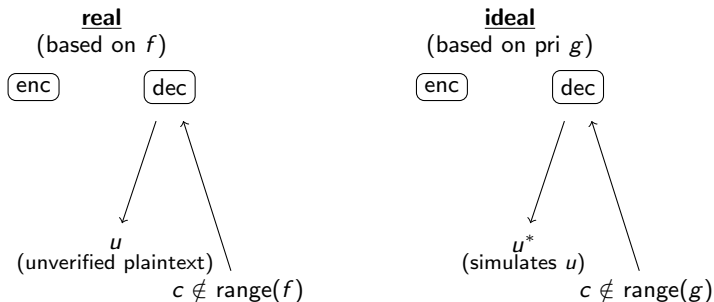 real
(based on f)
enc
dec
u
(unverified plaintext)
c ∉ range(f)
ideal
(based on pri g)
enc
dec
u*
(simulates u)
c ∉ range(g)